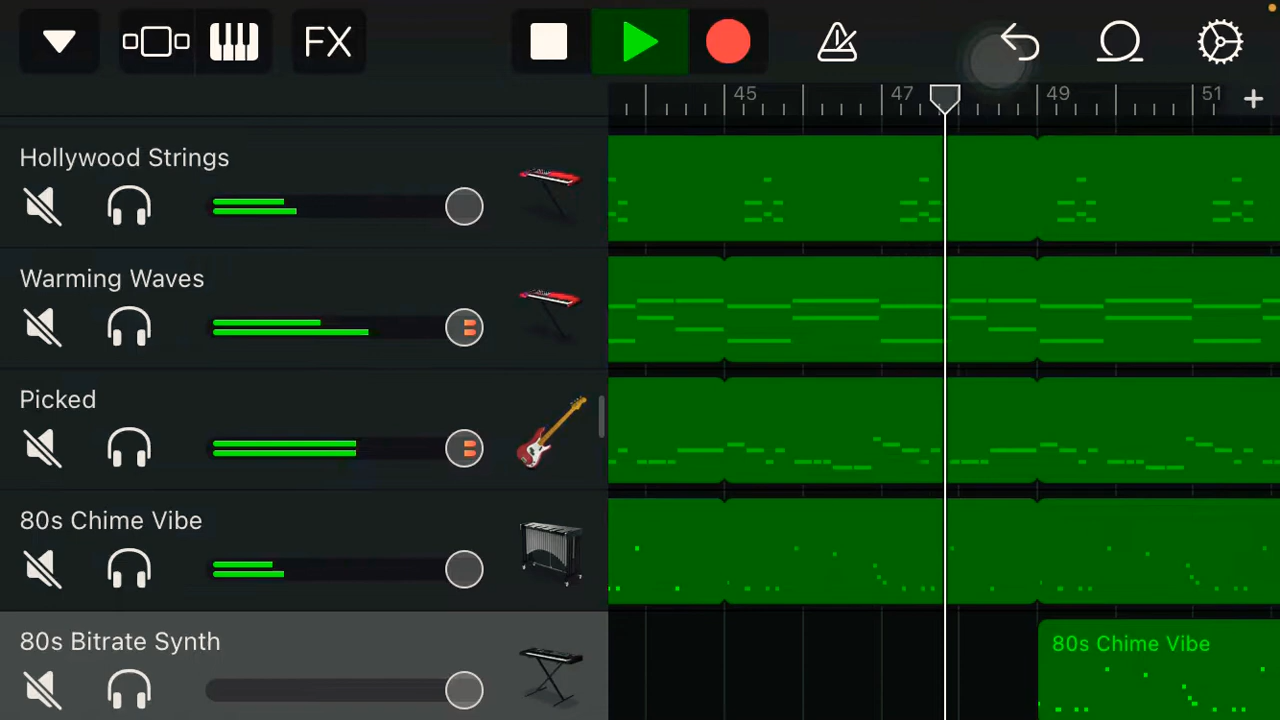 FX
45
47
49
51
Hollywood Strings
Warming Waves
Picked
80s Chime Vibe
80s Bitrate Synth
80s Chime Vibe